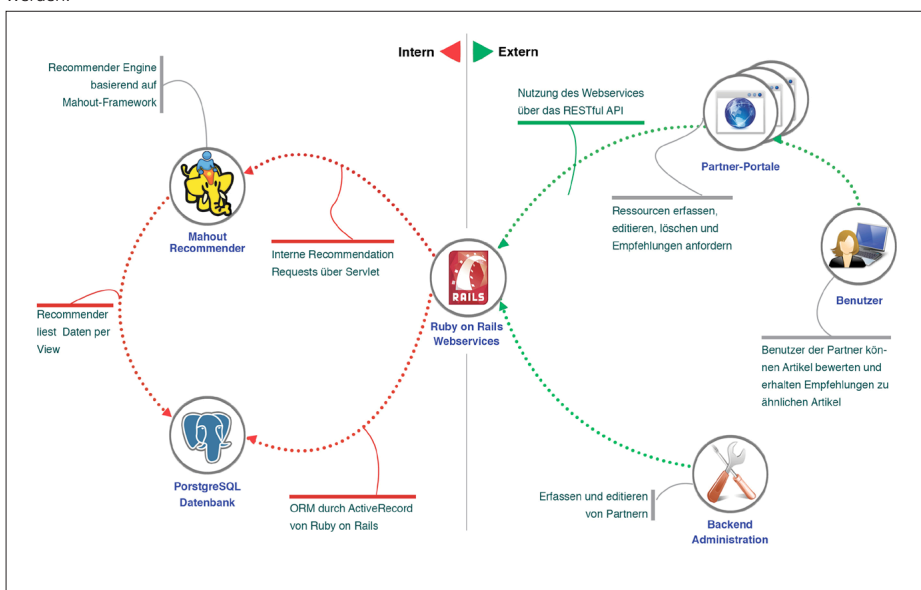 werden.
Intern
Extern
Recommender Engine
basierend auf
Mahout-Framework
Nutzung des Webservices
über das RESTful API
Partner-Portale
Ressourcen erfassen,
editieren, löschen und
Empfehlungen anfordern
Mahout
Recommender
Interne Recommendation
Requests über Servlet
RAILS
Ruby on Rails
Webservices
Benutzer
Recommender
liest Daten per
View
Benutzer der Partner kön-
nen Artikel bewerten und
erhalten Empfehlungen zu
ähnlichen Artikel
PorstgreSQL
Datenbank
ORM durch ActiveRecord
von Ruby on Rails
Erfassen und editieren
von Partnern
Backend
Administration